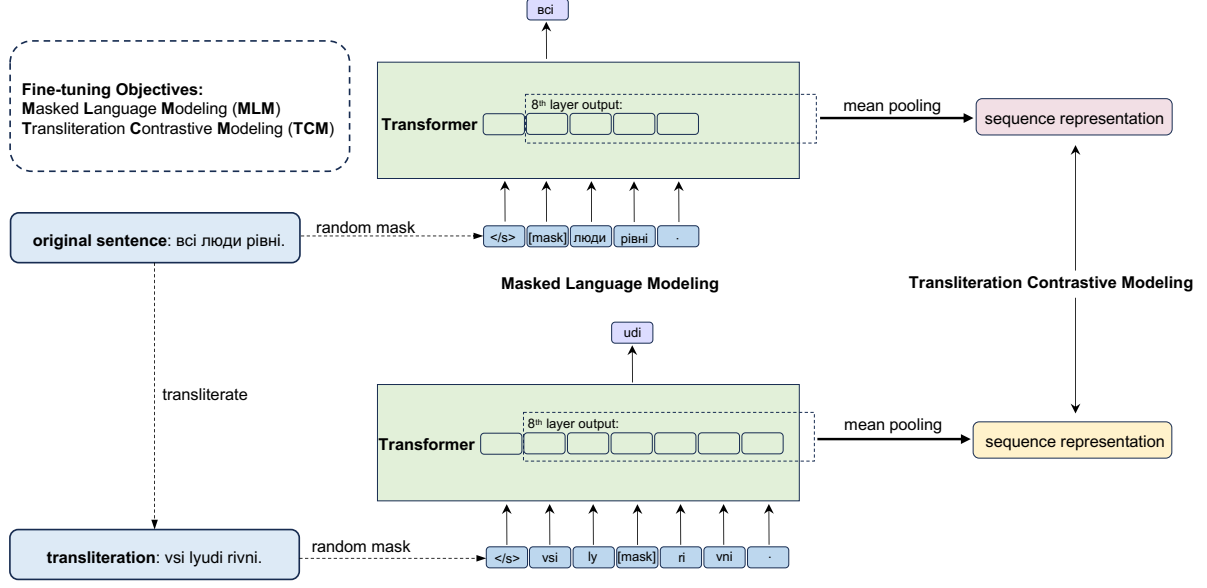 всі
Fine-tuning Objectives:
Masked Language Modeling (MLM)
Transliteration Contrastive Modeling (TCM)
8th layer output:
Transformer
mean pooling
sequence representation
original sentence: всі люди рівні.
random mask
</s> [mask] люди рівні .
Masked Language Modeling
Transliteration Contrastive Modeling
udi
transliterate
8th layer output:
Transformer
mean pooling
sequence representation
transliteration: vsi lyudi rivni.
random mask
</s> vsi ly [mask] ri vni .